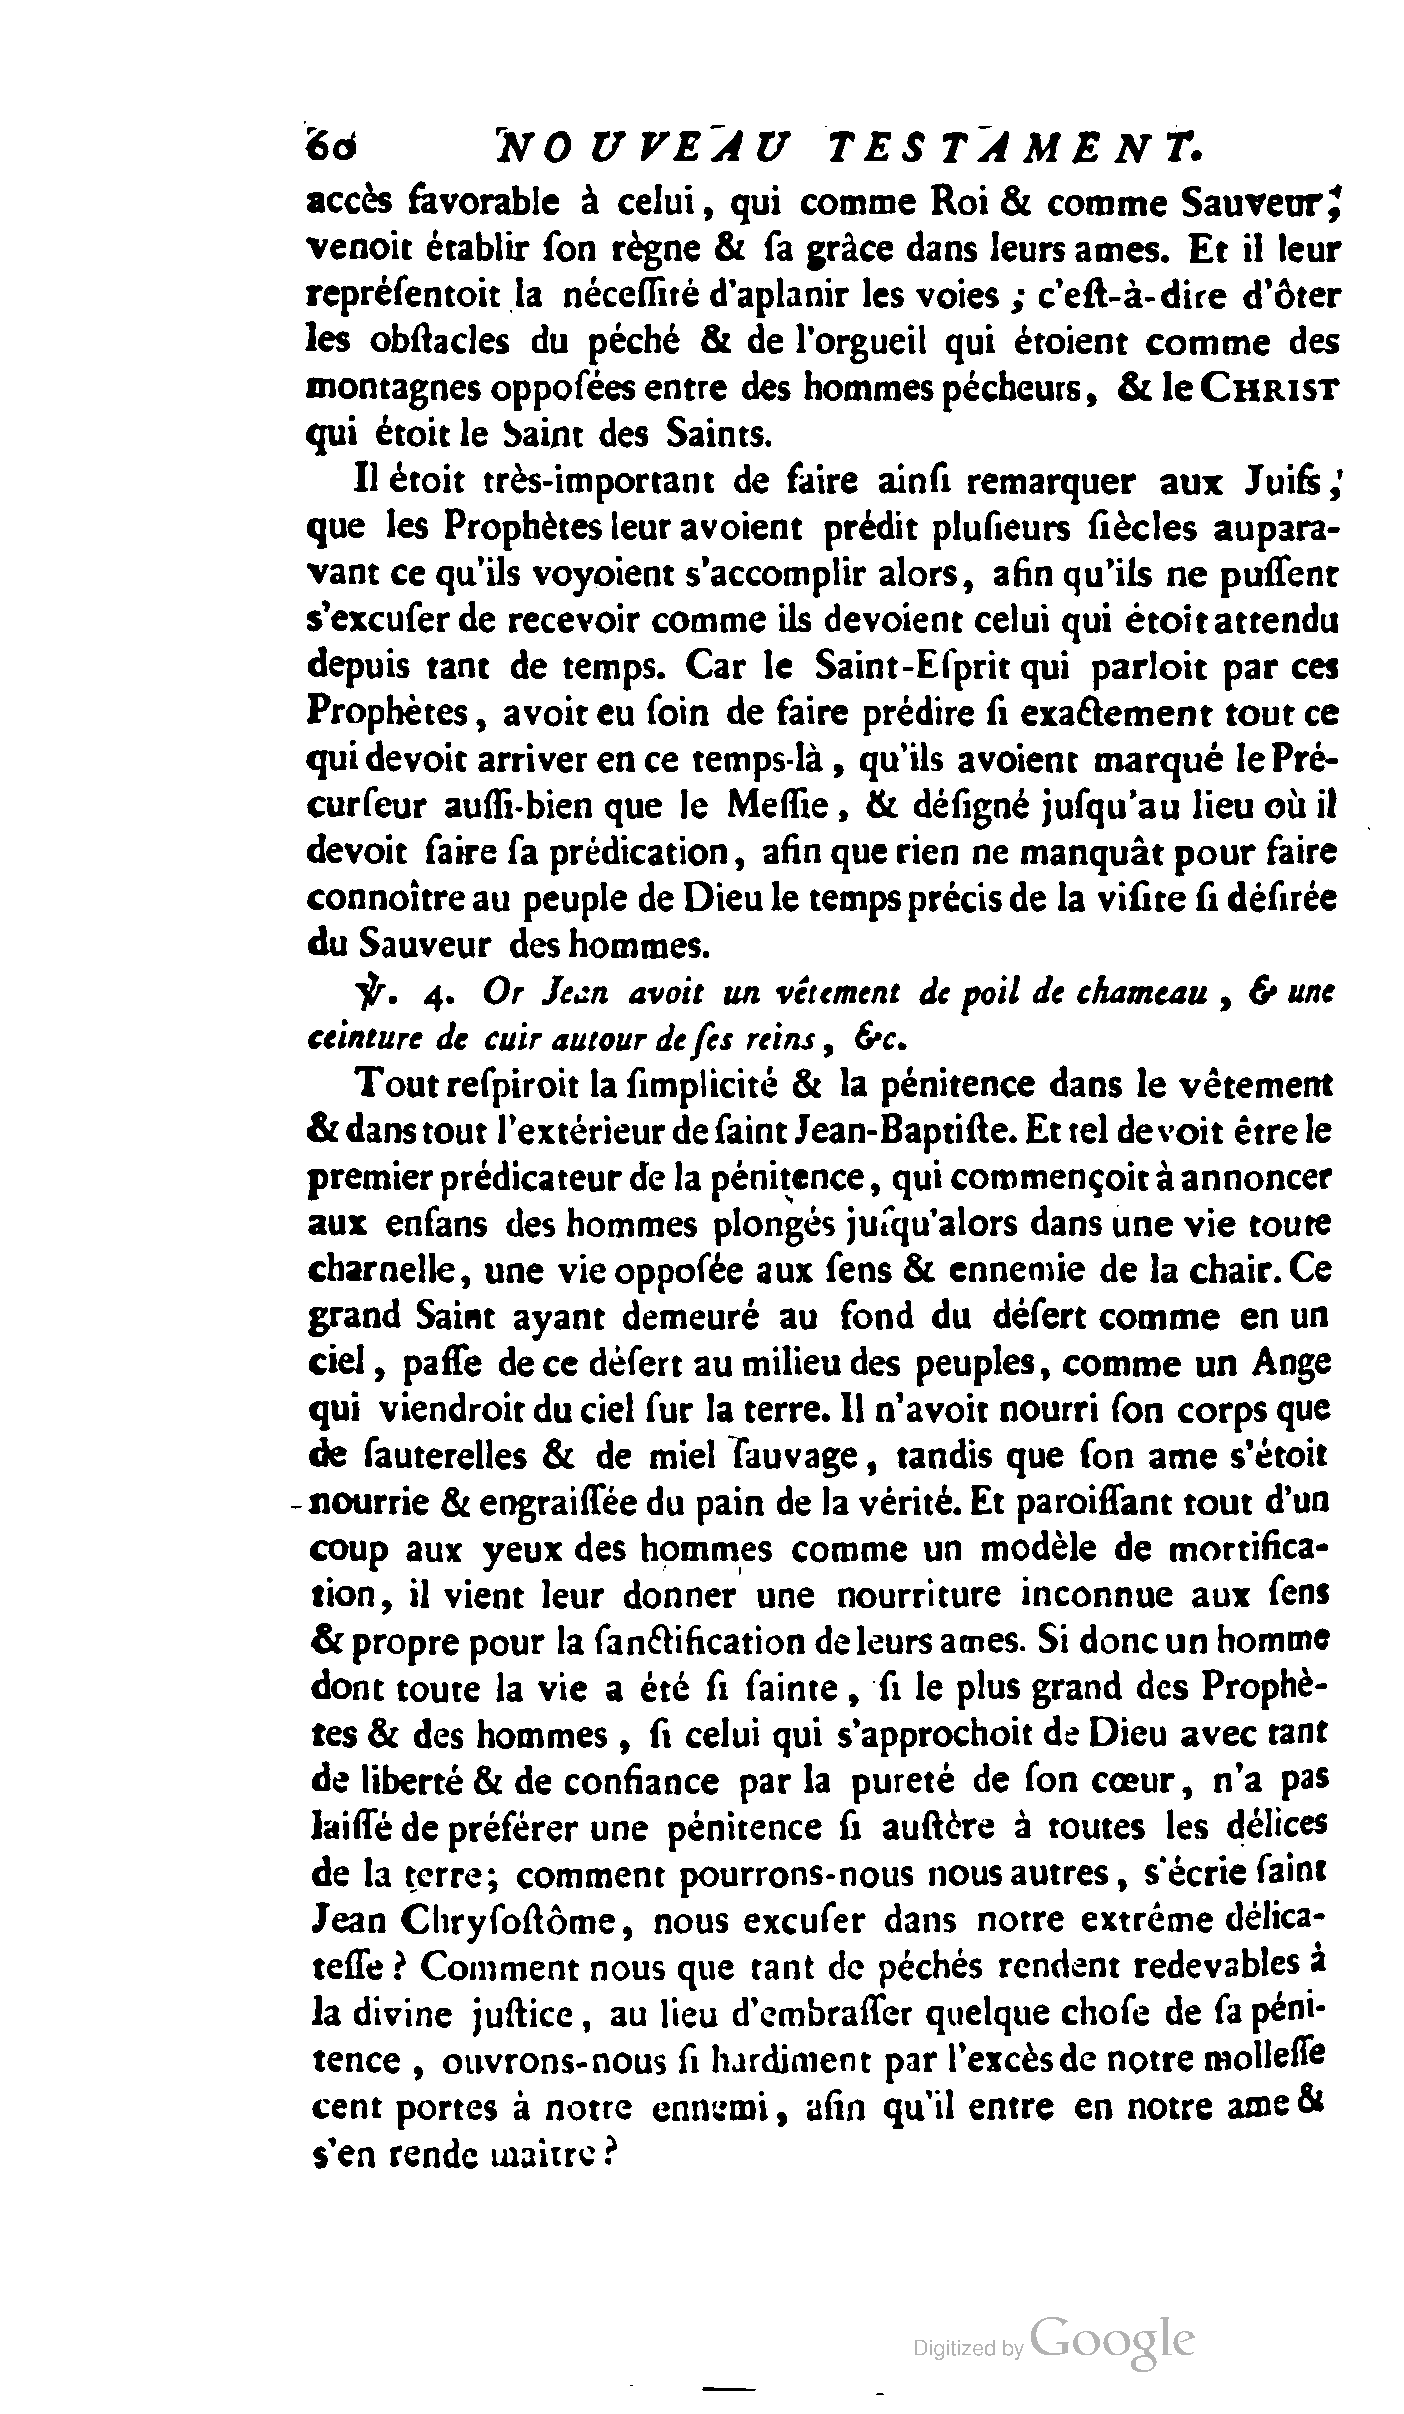 60 NOUVEAU TESTAMENT.
accès favorable à celui, qui comme Roi & comme Sauveur,
venoit établir ſon règne & ſa grâce dans leurs ames. Et il leur
repréſentoit la néceſſité d'aplanir les voies ; c'eſt-à-dire d'ôter
les obſtacles du péché & de l'orgueil qui étoient comme des
montagnes oppoſées entre des hommes pécheurs, & le CHRIST
qui étoit le Saint des Saints.
Il étoit très-important de faire ainſi remarquer aux Juifs,
que les Prophètes leur avoient prédit pluſieurs ſiècles aupara-
vant ce qu'ils voyoient s'accomplir alors, afin qu'ils ne puſſent
s'excuſer de recevoir comme ils devoient celui qui étoit attendu
depuis tant de temps. Car le Saint-Eſprit qui parloit par ces
Prophètes, avoit eu ſoin de faire prédire ſi exactement tout ce
qui devoit arriver en ce temps-là, qu'ils avoient marqué le Pré-
curſeur auſſi-bien que le Meſſie, & déſigné juſqu'au lieu où il
devoit faire ſa prédication, afin que rien ne manquât pour faire
connoître au peuple de Dieu le temps précis de la viſite ſi déſirée
du Sauveur des hommes.
℣. 4. Or Jean avoit un vêtement de poil de chameau, & une
ceinture de cuir autour de ſes reins, &c.
Tout reſpiroit la ſimplicité & la pénitence dans le vêtement
& dans tout l'extérieur de ſaint Jean-Baptiſte. Et tel devoit être le
premier prédicateur de la pénitence, qui commençoit à annoncer
aux enfans des hommes plongés juſqu'alors dans une vie toute
charnelle, une vie oppoſée aux ſens & ennemie de la chair. Ce
grand Saint ayant demeuré au fond du déſert comme en un
ciel, paſſe de ce déſert au milieu des peuples, comme un Ange
qui viendroit du ciel ſur la terre. Il n'avoit nourri ſon corps que
de ſauterelles & de miel ſauvage, tandis que ſon ame s'étoit
nourrie & engraiſſée du pain de la vérité. Et paroiſſant tout d'un
coup aux yeux des hommes comme un modèle de mortifica-
tion, il vient leur donner une nourriture inconnue aux ſens
& propre pour la ſanctification de leurs ames. Si donc un homme
dont toute la vie a été ſi ſainte, ſi le plus grand des Prophè-
tes & des hommes, ſi celui qui s'approchoit de Dieu avec tant
de liberté & de confiance par la pureté de ſon cœur, n'a pas
laiſſé de préférer une pénitence ſi auſtère à toutes les délices
de la terre; comment pourrons-nous nous autres, s'écrie ſaint
Jean Chryſoſtôme, nous excuſer dans notre extrême délica-
teſſe ? Comment nous que tant de péchés rendent redevables à
la divine juſtice, au lieu d'embraſſer quelque choſe de ſa péni-
tence, ouvrons-nous ſi hardiment par l'excès de notre molleſſe
cent portes à notre ennemi, afin qu'il entre en notre ame &
s'en rende maître ?
Digitized by Google